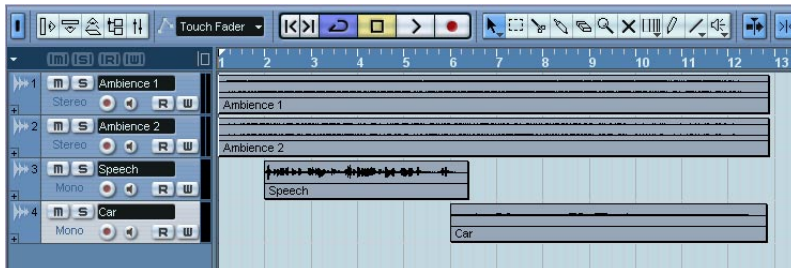 Touch Fader
m S R W 1 2 3 4 5 6 7 8 9 10 11 12 13
1 m S Ambience 1
Stereo R W
Ambience 1
2 m S Ambience 2
Stereo R W
Ambience 2
3 m S Speech
Mono R W
Speech
4 m S Car
Mono R W
Car